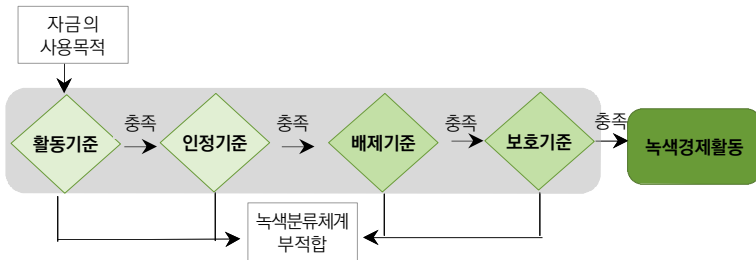 자금의
사용목적
충족
충족
충족
충족
활동기준
인정기준
배제기준
보호기준
녹색경제활동
녹색분류체계
부적합